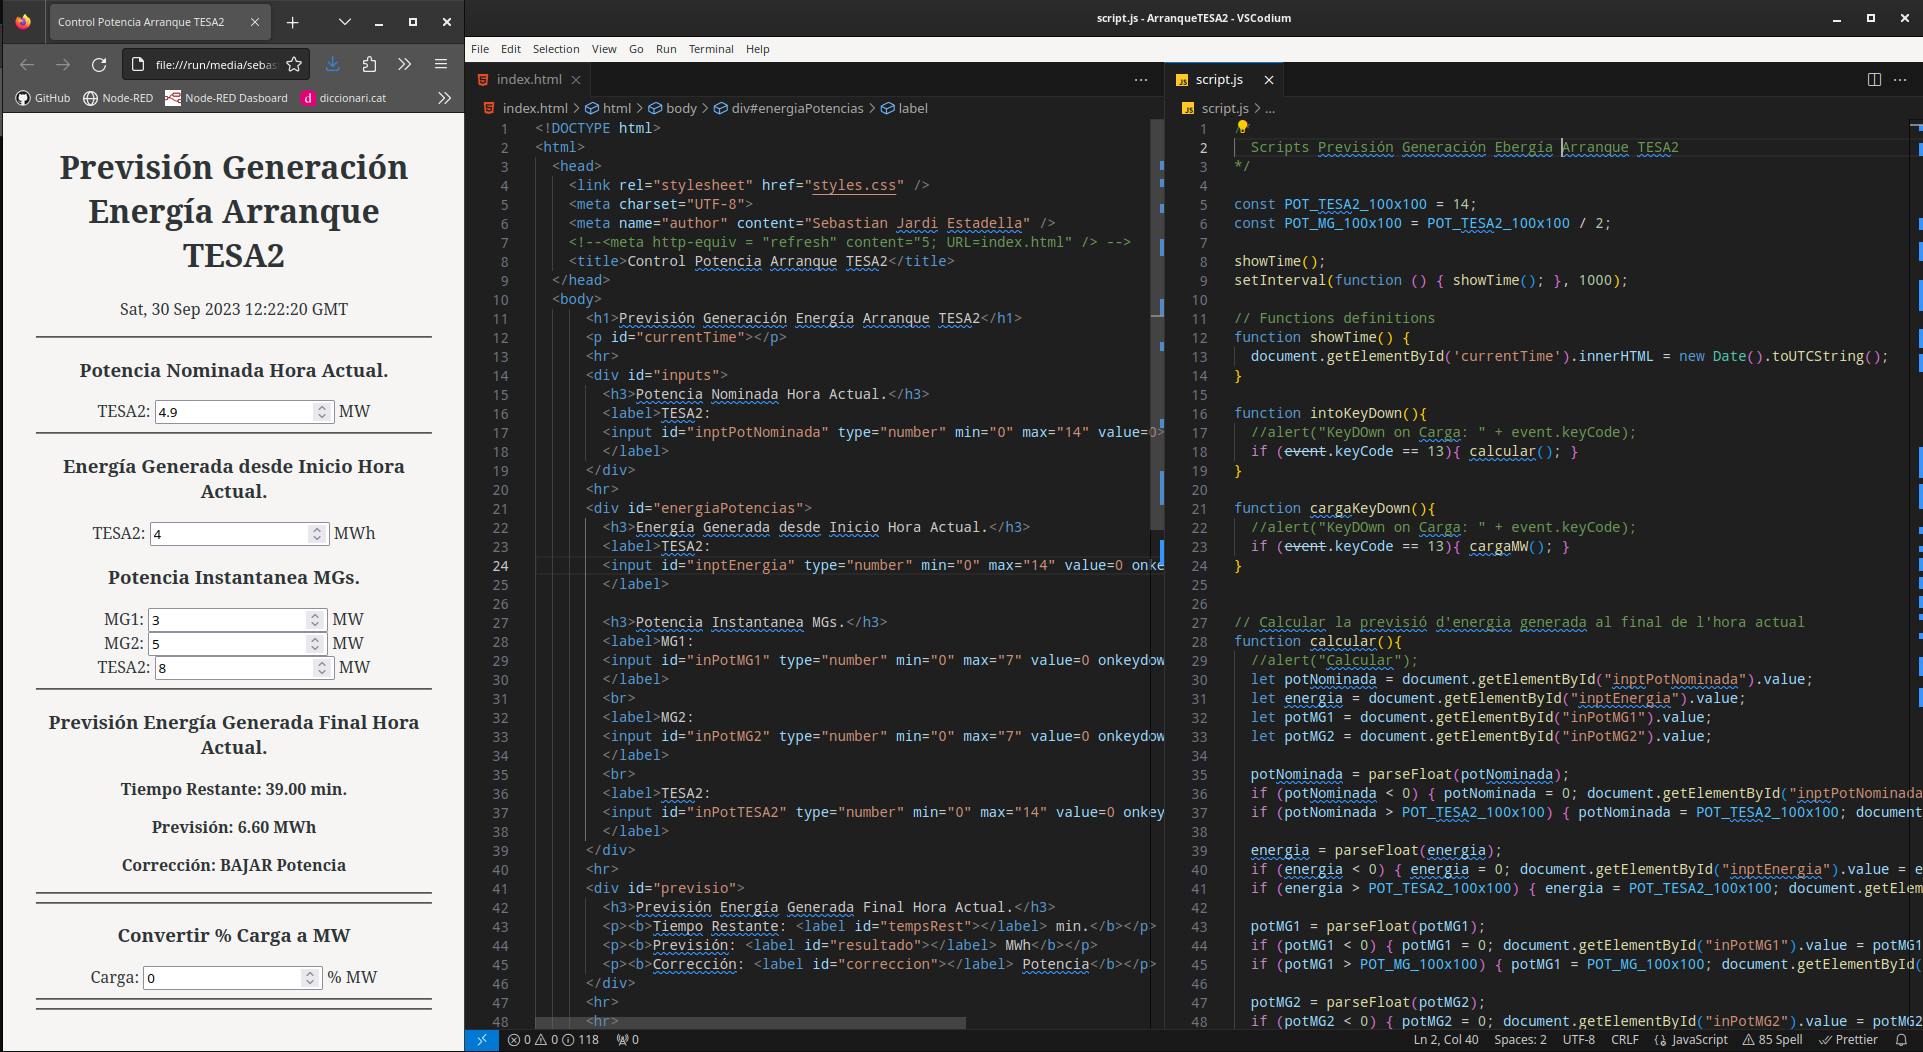 Control Potencia Arranque TESA2
file:///run/media/sebas
GitHub Node-RED Node-RED Dasboard diccionari.cat
Previsión Generación
Energía Arranque
TESA2
Sat, 30 Sep 2023 12:22:20 GMT
Potencia Nominada Hora Actual.
TESA2: 4.9 MW
Energía Generada desde Inicio Hora
Actual.
TESA2: 4 MWh
Potencia Instantanea MGs.
MG1: 3 MW
MG2: 5 MW
TESA2: 8 MW
Previsión Energía Generada Final Hora
Actual.
Tiempo Restante: 39.00 min.
Previsión: 6.60 MWh
Corrección: BAJAR Potencia
Convertir % Carga a MW
Carga: 0 % MW
script.js - ArranqueTESA2 - VSCodium
File Edit Selection View Go Run Terminal Help
index.html
index.html > html > body > div#energiaPotencias > label
1 <!DOCTYPE html>
2 <html>
3 <head>
4 <link rel="stylesheet" href="styles.css" />
5 <meta charset="UTF-8">
6 <meta name="author" content="Sebastian Jardi Estadella" />
7 <!--<meta http-equiv = "refresh" content="5; URL=index.html" /> -->
8 <title>Control Potencia Arranque TESA2</title>
9 </head>
10 <body>
11 <h1>Previsión Generación Energía Arranque TESA2</h1>
12 <p id="currentTime"></p>
13 <hr>
14 <div id="inputs">
15 <h3>Potencia Nominada Hora Actual.</h3>
16 <label>TESA2:
17 <input id="inptPotNominada" type="number" min="0" max="14" value=0>
18 </label>
19 </div>
20 <hr>
21 <div id="energiaPotencias">
22 <h3>Energía Generada desde Inicio Hora Actual.</h3>
23 <label>TESA2:
24 <input id="inptEnergia" type="number" min="0" max="14" value=0 onke
25 </label>
26
27 <h3>Potencia Instantanea MGs.</h3>
28 <label>MG1:
29 <input id="inPotMG1" type="number" min="0" max="7" value=0 onkeydow
30 </label>
31 <br>
32 <label>MG2:
33 <input id="inPotMG2" type="number" min="0" max="7" value=0 onkeydow
34 </label>
35 <br>
36 <label>TESA2:
37 <input id="inPotTESA2" type="number" min="0" max="14" value=0 onkey
38 </label>
39 </div>
40 <hr>
41 <div id="previsio">
42 <h3>Previsión Energía Generada Final Hora Actual.</h3>
43 <p><b>Tiempo Restante: <label id="tempsRest"></label> min.</b></p>
44 <p><b>Previsión: <label id="resultado"></label> MWh</b></p>
45 <p><b>Corrección: <label id="correccion"></label> Potencia</b></p>
46 </div>
47 <hr>
48 <hr>
script.js
script.js > ...
1
2 Scripts Previsión Generación Ebergía Arranque TESA2
3 */
4
5 const POT_TESA2_100x100 = 14;
6 const POT_MG_100x100 = POT_TESA2_100x100 / 2;
7
8 showTime();
9 setInterval(function () { showTime(); }, 1000);
10
11 // Functions definitions
12 function showTime() {
13 document.getElementById('currentTime').innerHTML = new Date().toUTCString();
14 }
15
16 function intoKeyDown(){
17 //alert("KeyDOwn on Carga: " + event.keyCode);
18 if (event.keyCode == 13){ calcular(); }
19 }
20
21 function cargaKeyDown(){
22 //alert("KeyDOwn on Carga: " + event.keyCode);
23 if (event.keyCode == 13){ cargaMW(); }
24 }
25
26
27 // Calcular la previsió d'energia generada al final de l'hora actual
28 function calcular(){
29 //alert("Calcular");
30 let potNominada = document.getElementById("inptPotNominada").value;
31 let energia = document.getElementById("inptEnergia").value;
32 let potMG1 = document.getElementById("inPotMG1").value;
33 let potMG2 = document.getElementById("inPotMG2").value;
34
35 potNominada = parseFloat(potNominada);
36 if (potNominada < 0) { potNominada = 0; document.getElementById("inptPotNominada
37 if (potNominada > POT_TESA2_100x100) { potNominada = POT_TESA2_100x100; document
38
39 energia = parseFloat(energia);
40 if (energia < 0) { energia = 0; document.getElementById("inptEnergia").value = e
41 if (energia > POT_TESA2_100x100) { energia = POT_TESA2_100x100; document.getElem
42
43 potMG1 = parseFloat(potMG1);
44 if (potMG1 < 0) { potMG1 = 0; document.getElementById("inPotMG1").value = potMG1
45 if (potMG1 > POT_MG_100x100) { potMG1 = POT_MG_100x100; document.getElementById(
46
47 potMG2 = parseFloat(potMG2);
48 if (potMG2 < 0) { potMG2 = 0; document.getElementById("inPotMG2").value = potMG2
0 0 118 0 Ln 2, Col 40 Spaces: 2 UTF-8 CRLF JavaScript 85 Spell Prettier